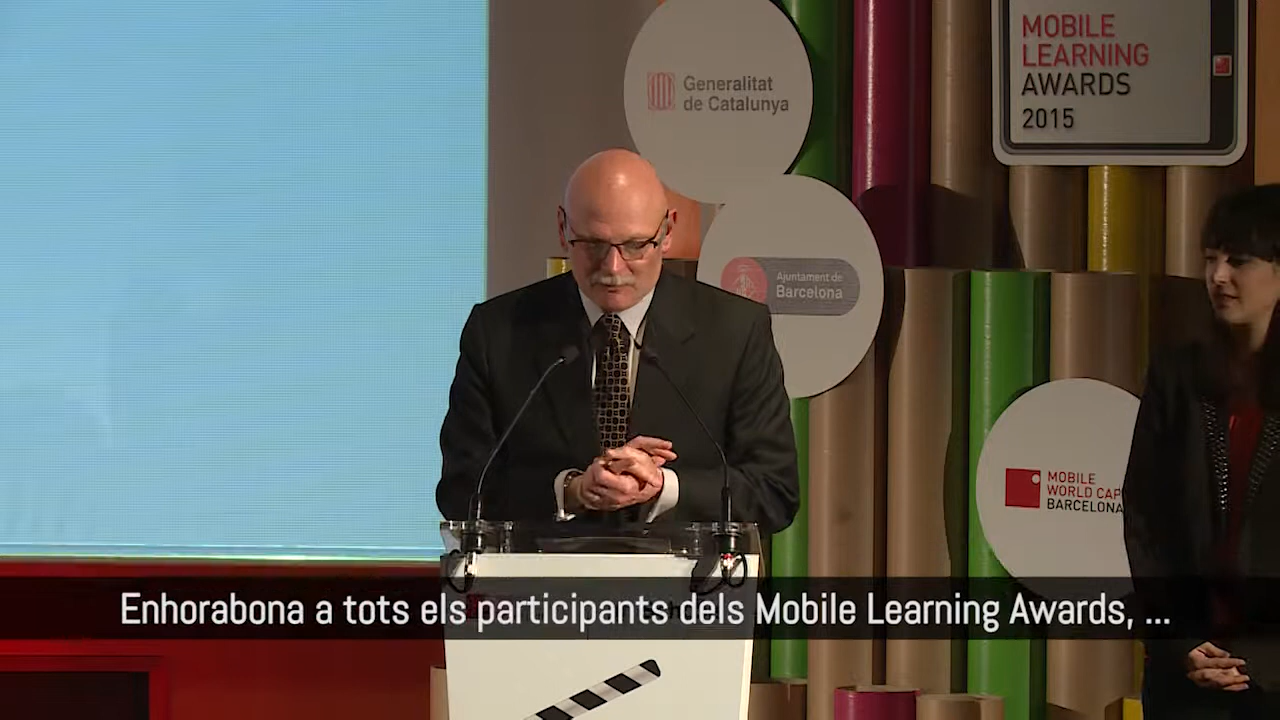 Generalitat
de Catalunya
MOBILE
LEARNING
AWARDS
2015
Ajuntament de
Barcelona
MOBILE
WORLD CAP
BARCELONA
Enhorabona a tots els participants dels Mobile Learning Awards, ...